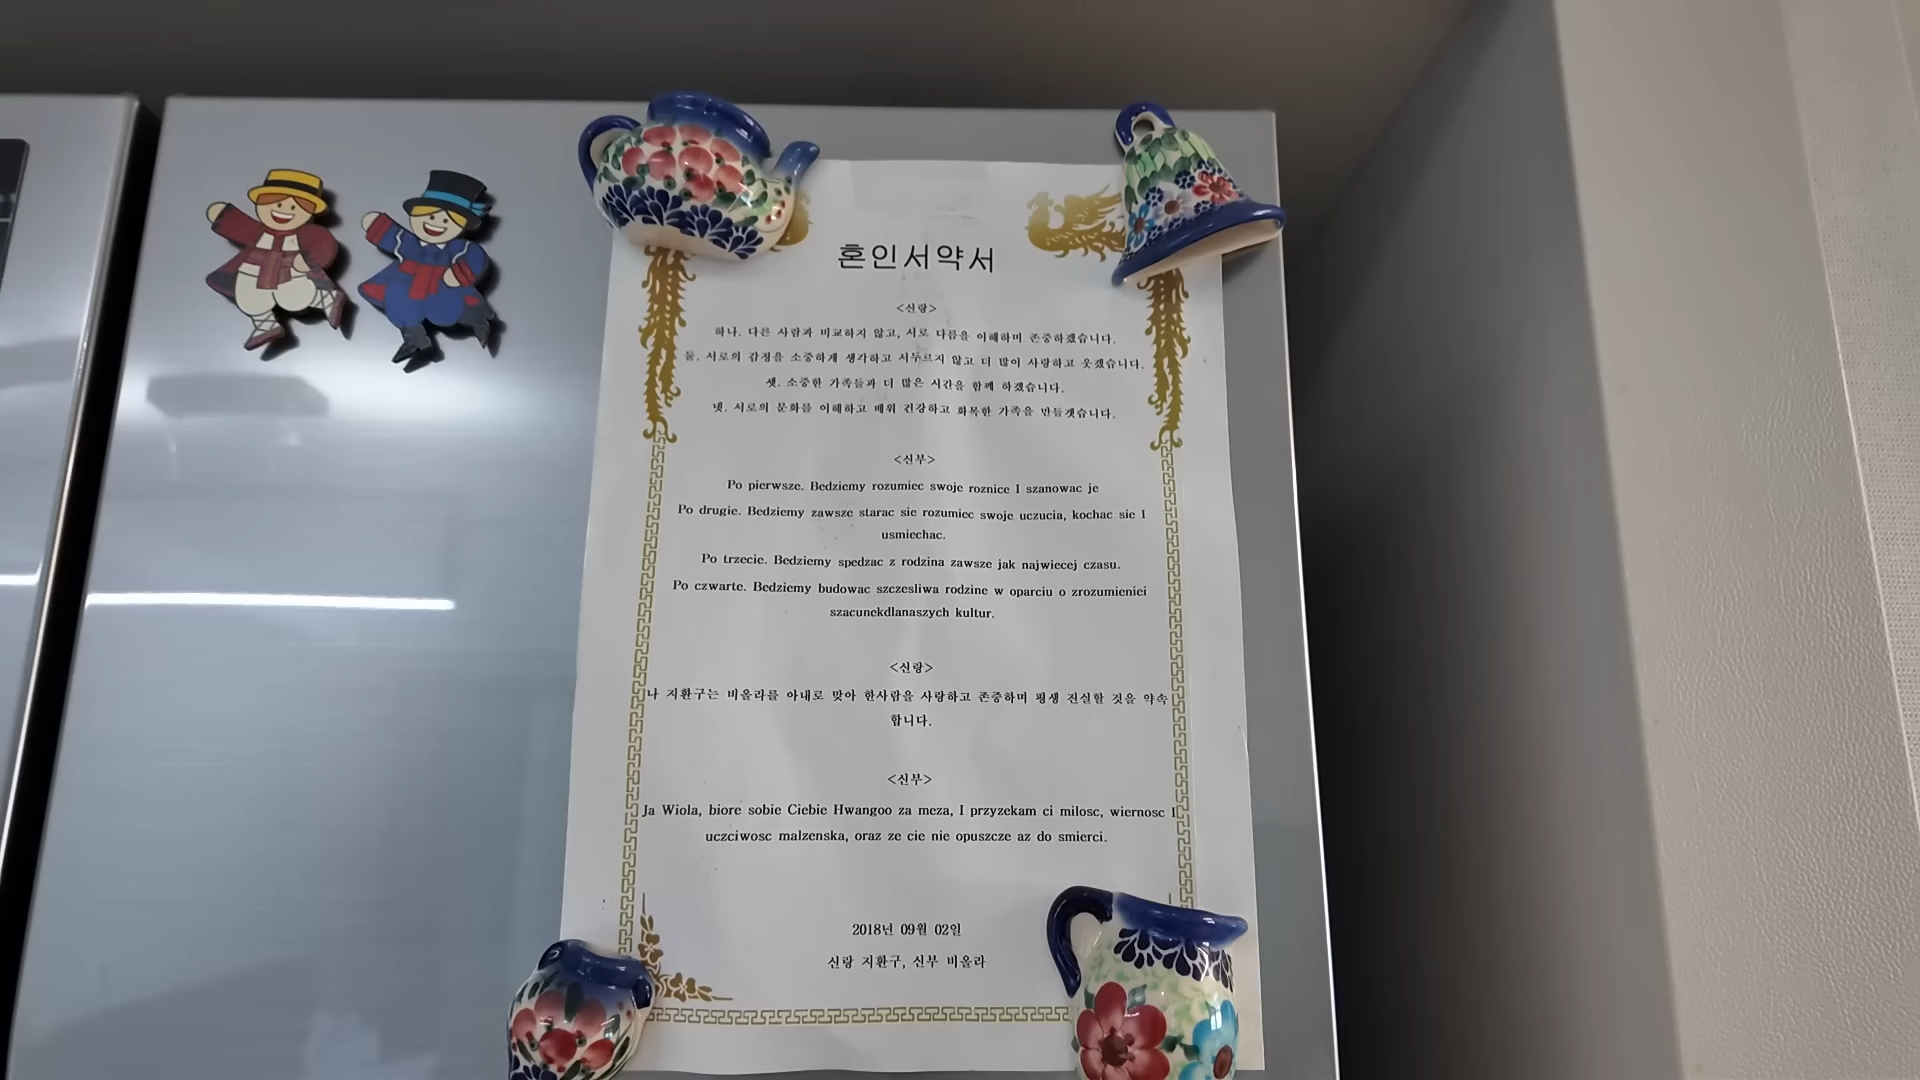 혼인서약서
<신랑>
하나. 다른 사람과 비교하지 않고, 서로 다름을 이해하며 존중하겠습니다.
둘. 서로의 감정을 소중하게 생각하고 서두르지 않고 더 많이 사랑하고 웃겠습니다.
셋. 소중한 가족들과 더 많은 시간을 함께 하겠습니다.
넷. 서로의 문화를 이해하고 배워 건강하고 화목한 가족을 만들겟습니다.
<신부>
Po pierwsze. Bedziemy rozumiec swoje roznice I szanowac je
Po drugie. Bedziemy zawsze starac sie rozumiec swoje uczucia, kochac sie I
usmiechac.
Po trzecie. Bedziemy spedzac z rodzina zawsze jak najwiecej czasu.
Po czwarte. Bedziemy budowac szczesliwa rodzine w oparciu o zrozumieniei
szacunekdlanaszych kultur.
<신랑>
나 지환구는 비올라를 아내로 맞아 한사람을 사랑하고 존중하며 평생 진실할 것을 약속
합니다.
<신부>
Ja Wiola, biore sobie Ciebie Hwangoo za meza, I przyzekam ci milosc, wiernosc I
uczciwosc malzenska, oraz ze cie nie opuszcze az do smierci.
2018년 09월 02일
신랑 지환구, 신부 비올라